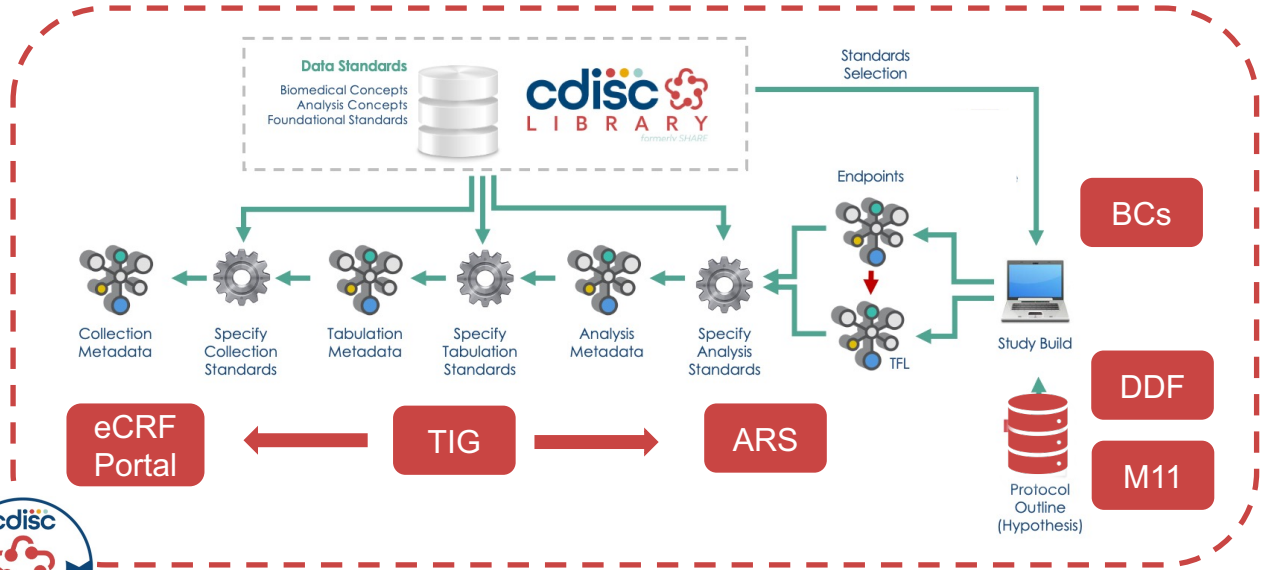 Data Standards
Biomedical Concepts
Analysis Concepts
Foundational Standards
cdisc
LIBRARY
formerly SHARE
Standards
Selection
Endpoints
BCs
Collection
Metadata
Specify
Collection
Standards
Tabulation
Metadata
Specify
Tabulation
Standards
Analysis
Metadata
Specify
Analysis
Standards
TFL
Study Build
DDF
eCRF
Portal
TIG
ARS
M11
Protocol
Outline
(Hypothesis)
cdisc